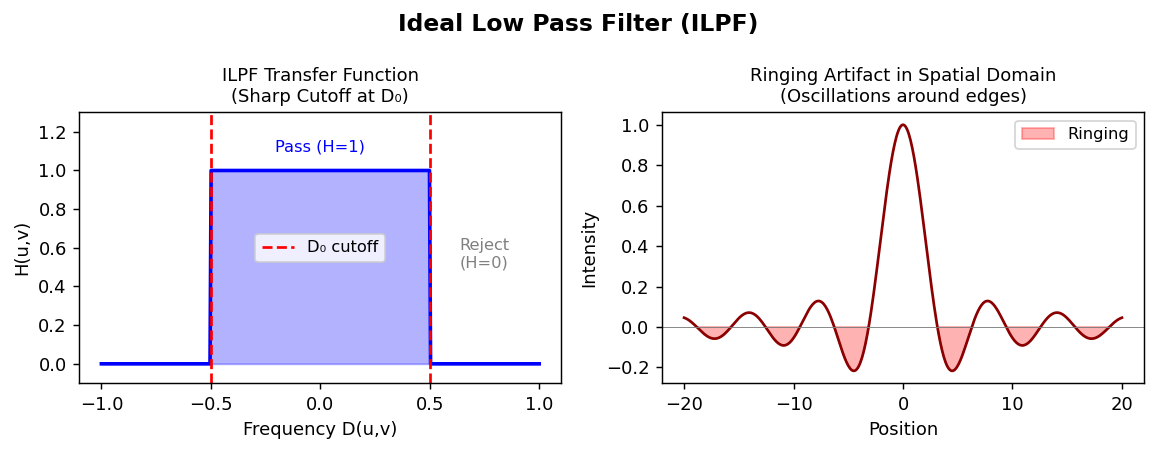 Ideal Low Pass Filter (ILPF)
ILPF Transfer Function
(Sharp Cutoff at D₀)
H(u,v)
1.2
1.0
0.8
0.6
0.4
0.2
0.0
Pass (H=1)
D₀ cutoff
Reject
(H=0)
−1.0 −0.5 0.0 0.5 1.0
Frequency D(u,v)
Ringing Artifact in Spatial Domain
(Oscillations around edges)
Intensity
1.0
0.8
0.6
0.4
0.2
0.0
−0.2
Ringing
−20 −10 0 10 20
Position